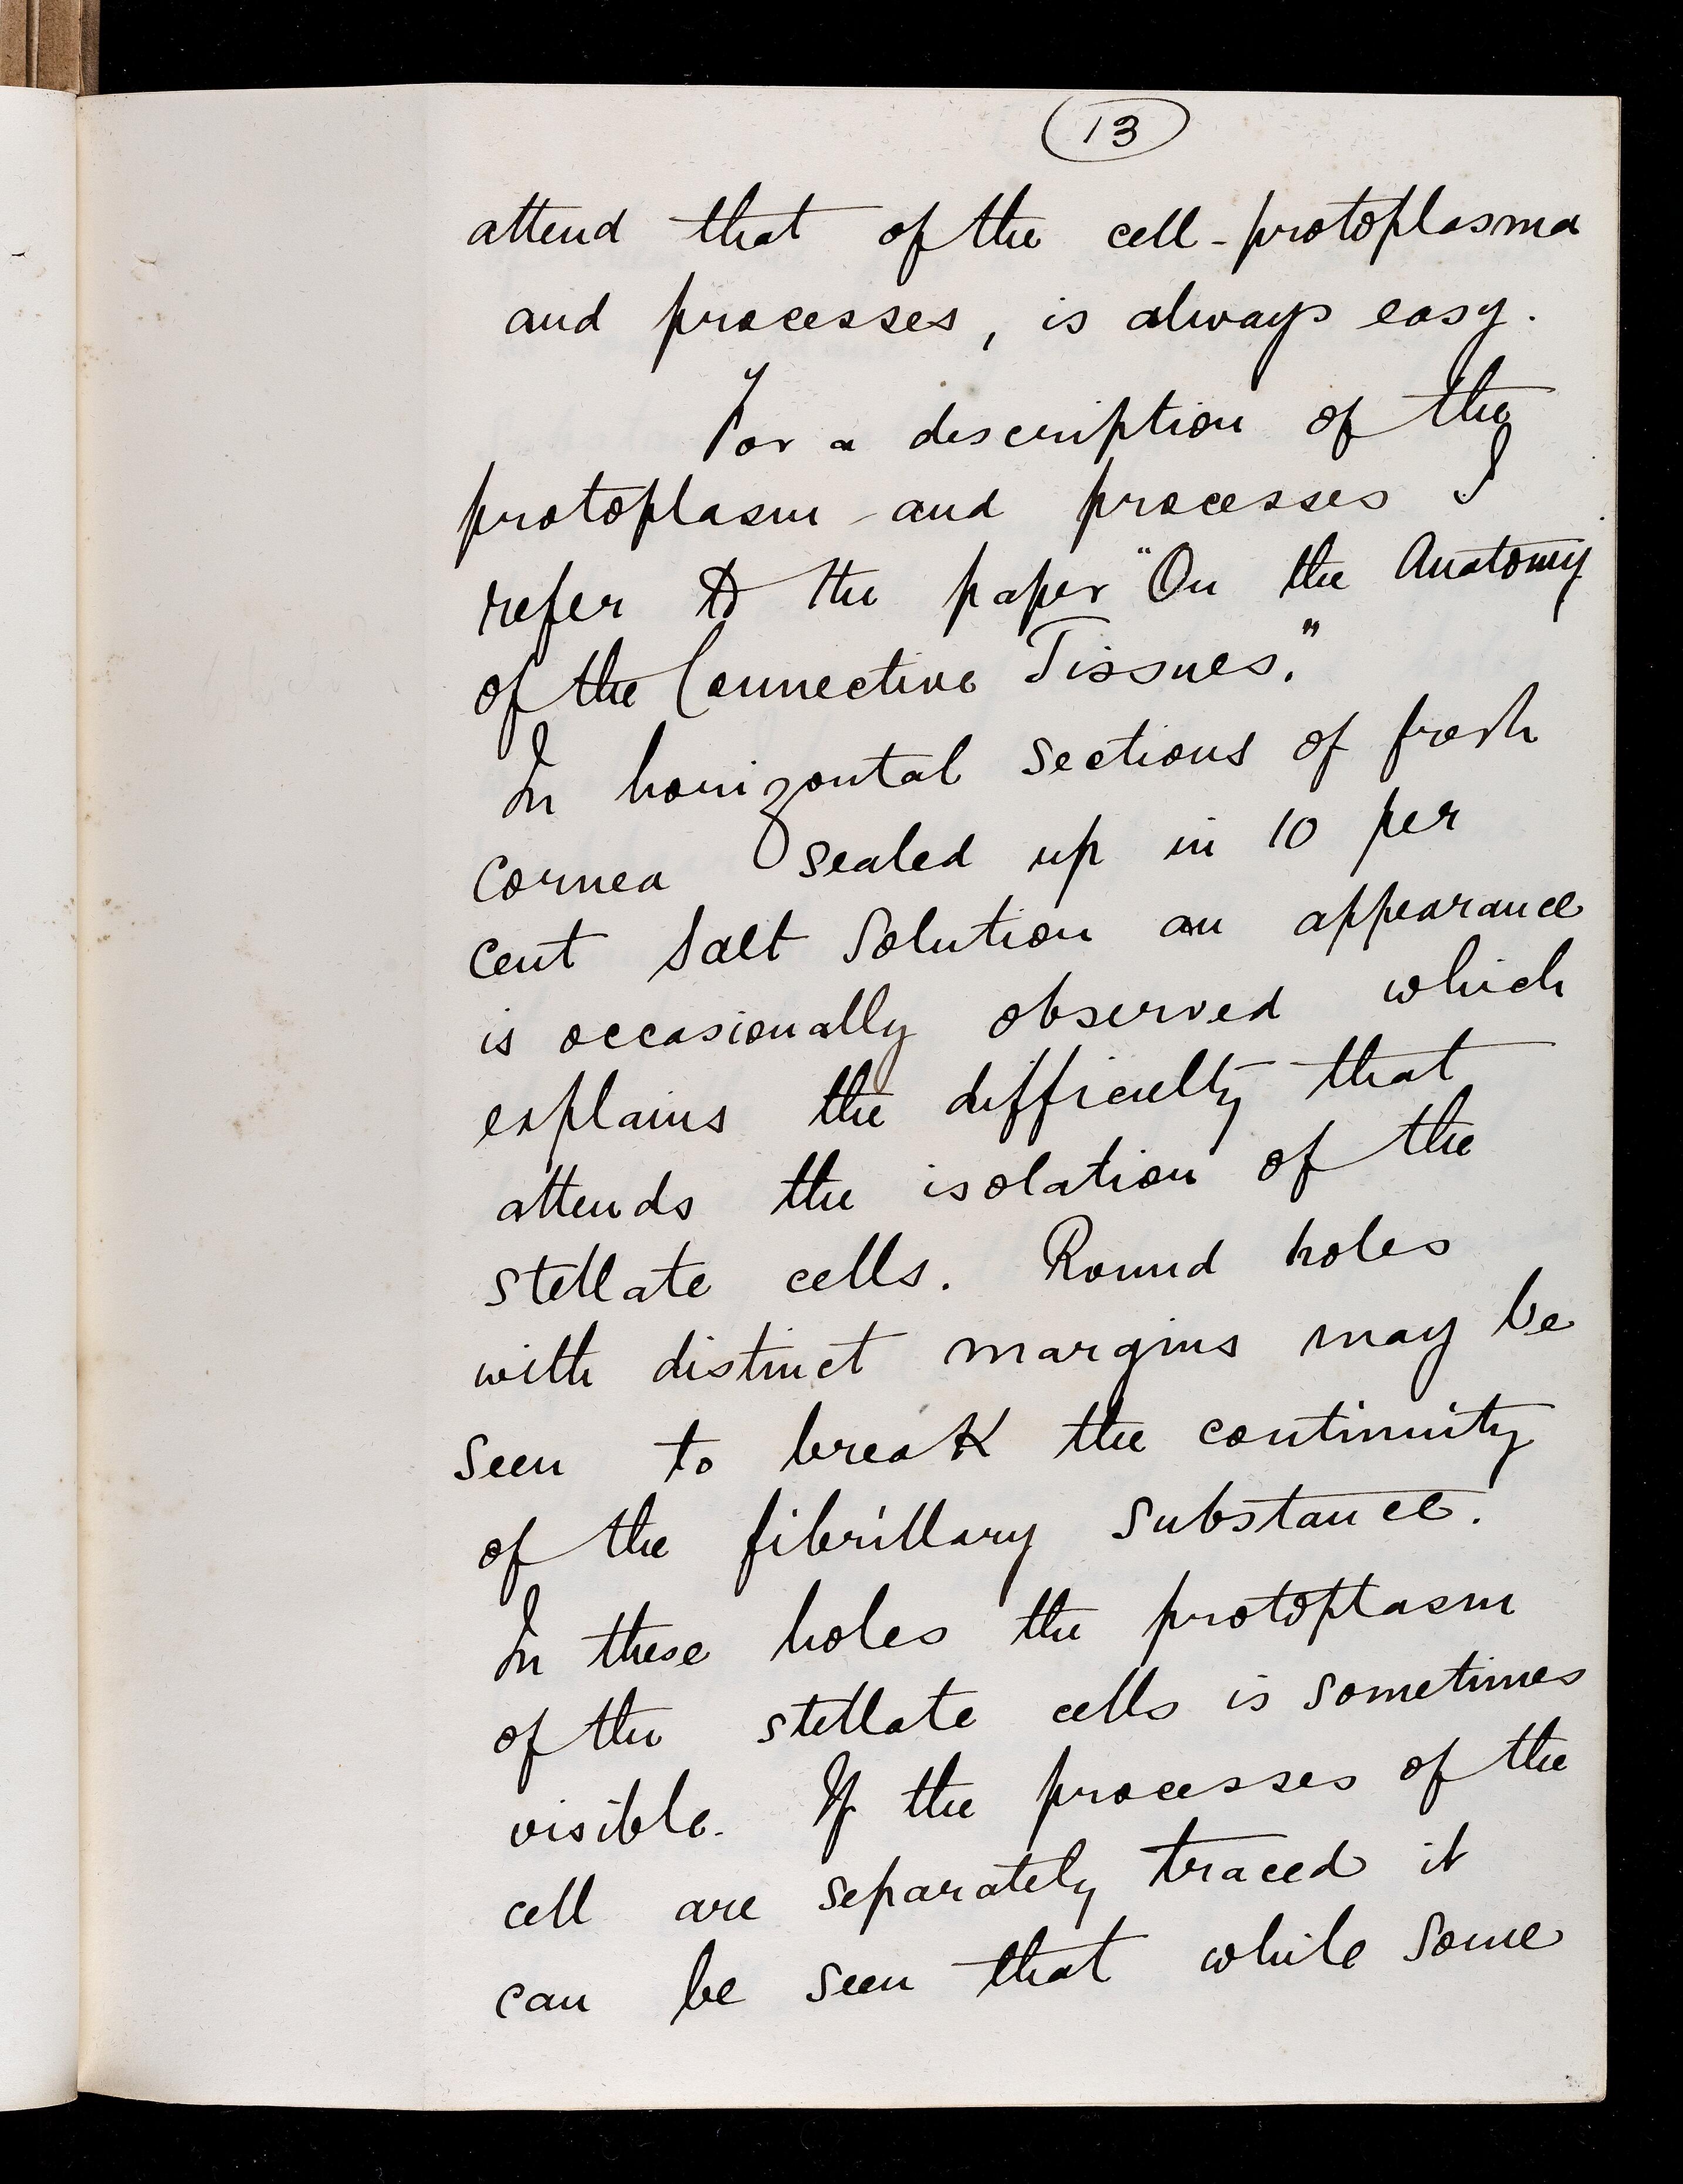 13
attend that of the cell-protoplasma
and processes, is always easy.
For a description of the
protoplasm and processes I
refer to the paper "On the Anatomy
of the Connective Tissues."
In horizontal sections of fresh
cornea sealed up in 10 per
cent salt solution an appearance
is occasionally observed which
explains the difficulty that
attends the isolation of the
stellate cells. Round holes
with distinct margins may be
seen to break the continuity
of the fibrillary substance.
In these holes the protoplasm
of the stellate cells is sometimes
visible. If the processes of the
cell are separately traced it
can be seen that while some